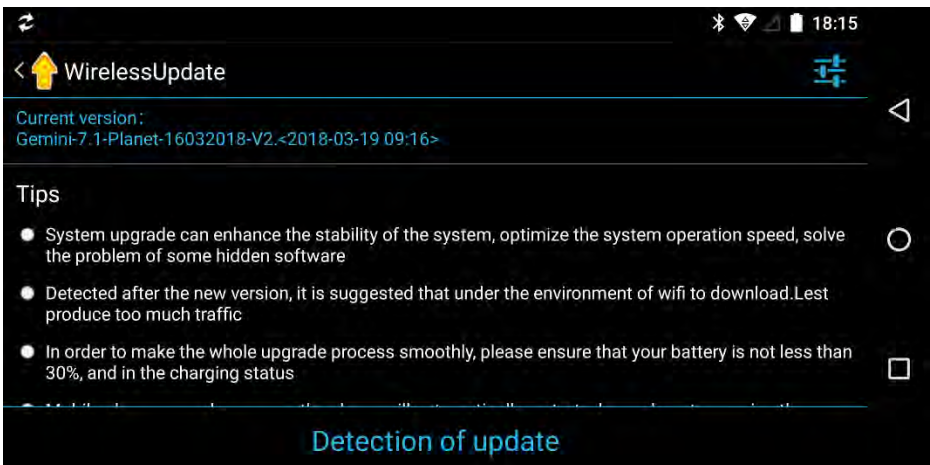 18:15
< WirelessUpdate
Current version:
Gemini-7.1-Planet-16032018-V2.<2018-03-19 09:16>
Tips
System upgrade can enhance the stability of the system, optimize the system operation speed, solve
the problem of some hidden software
Detected after the new version, it is suggested that under the environment of wifi to download.Lest
produce too much traffic
In order to make the whole upgrade process smoothly, please ensure that your battery is not less than
30%, and in the charging status
Detection of update